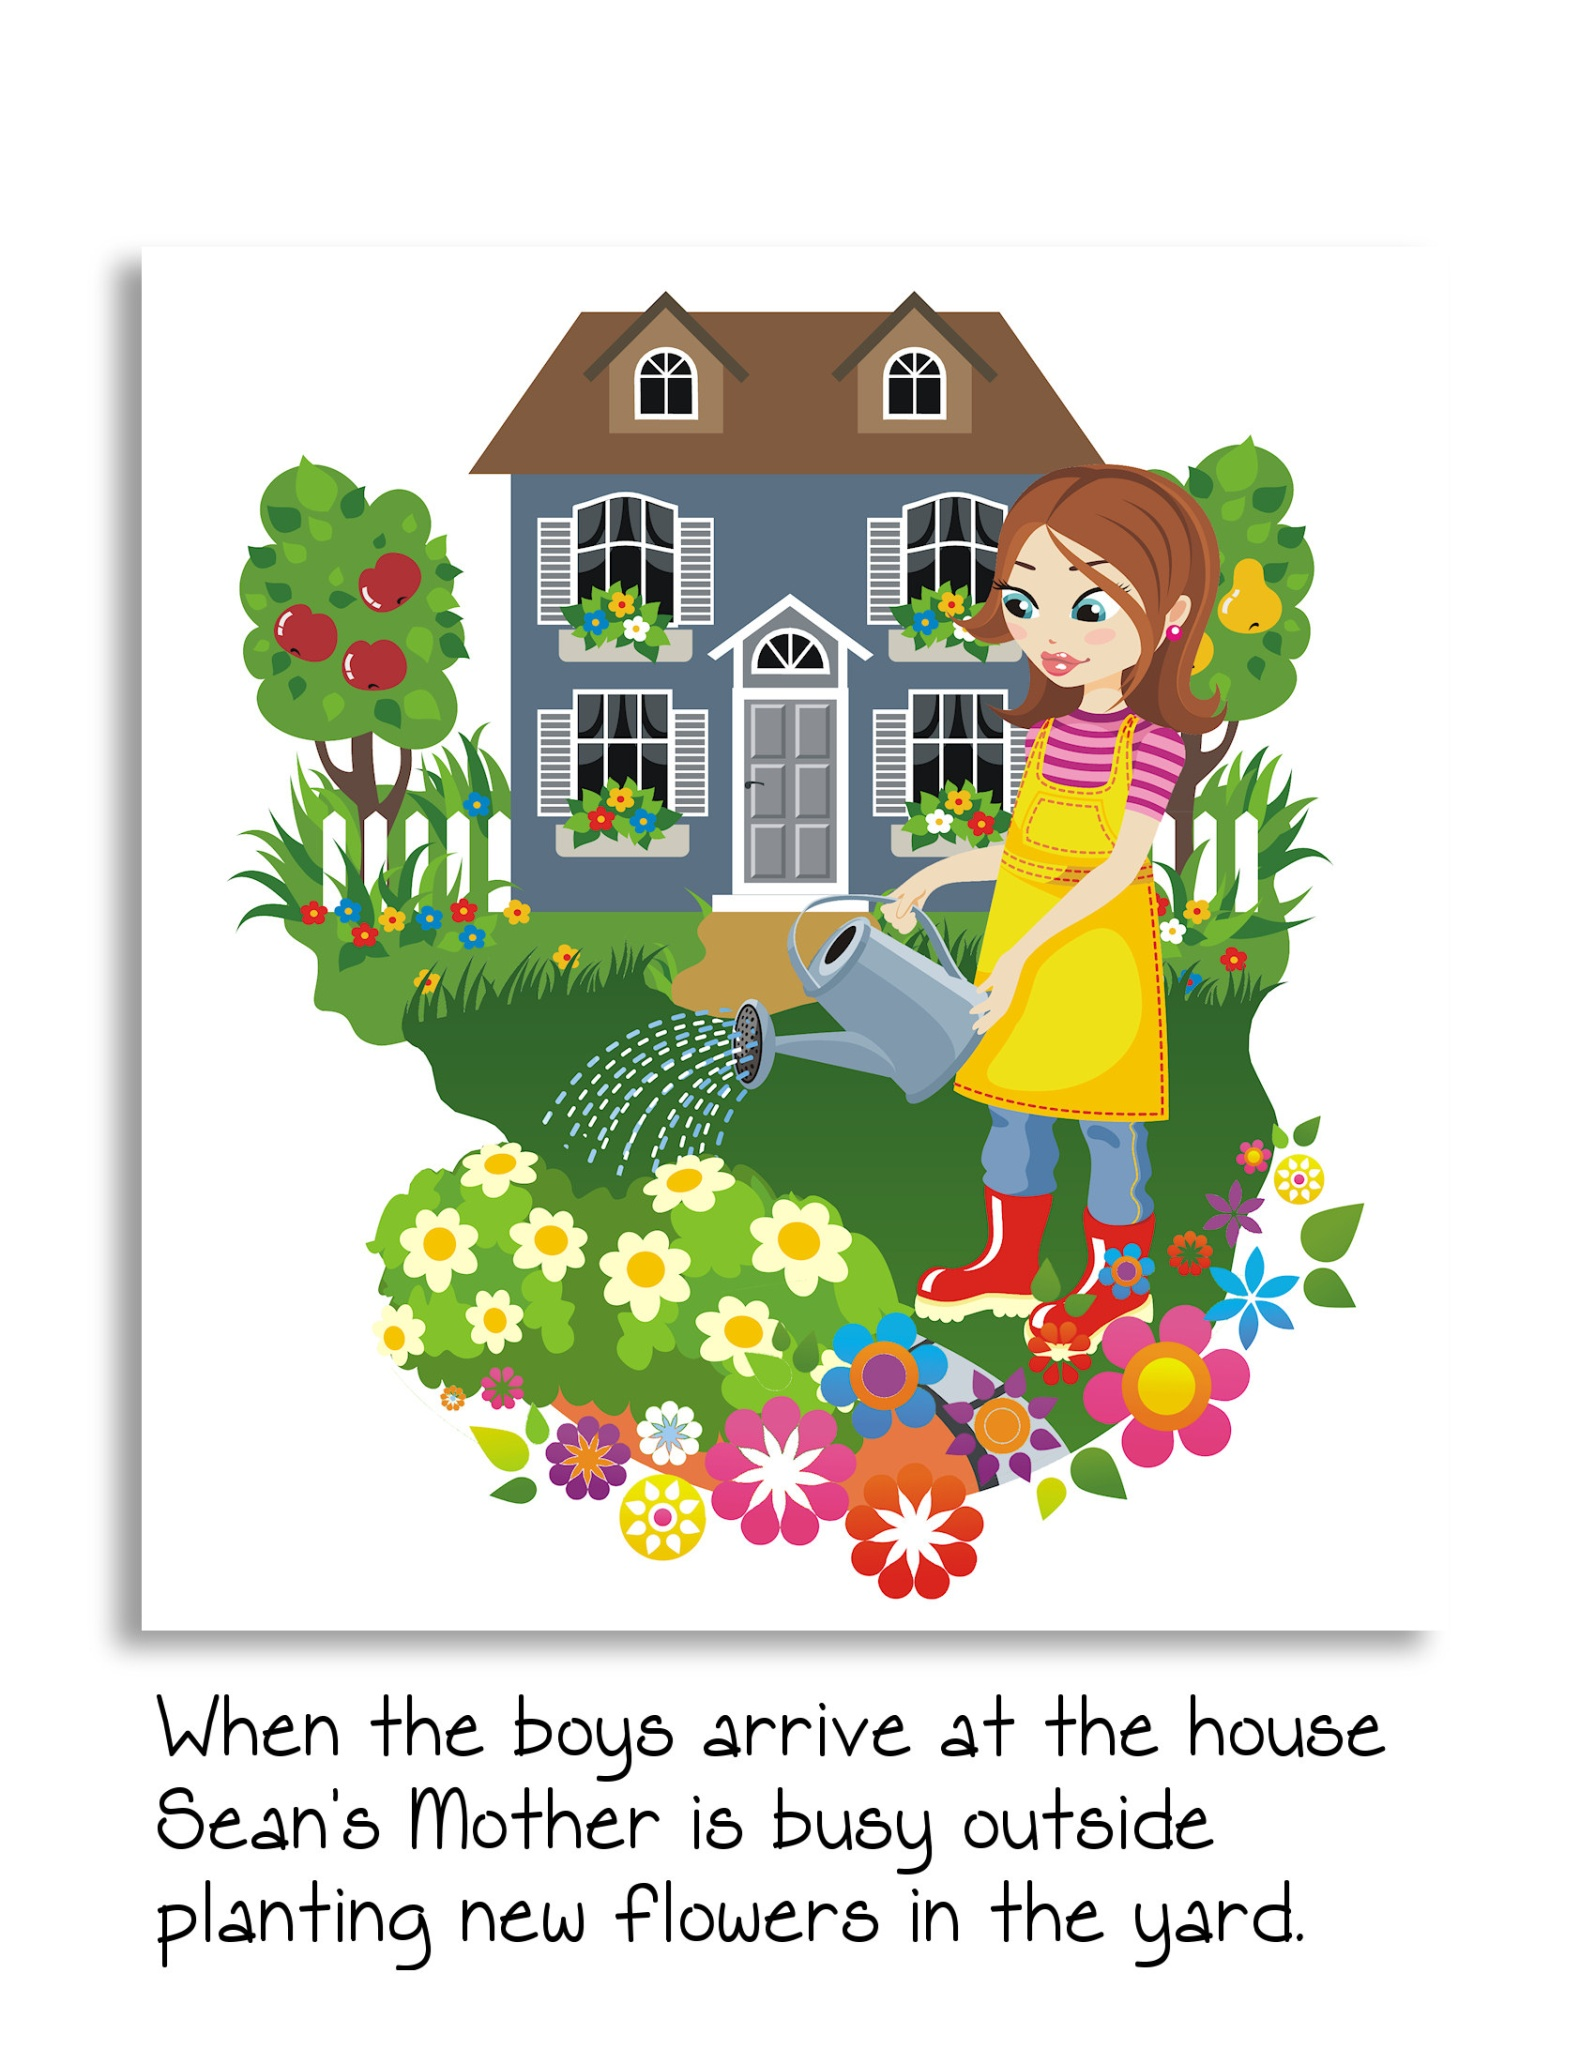 When the boys arrive at the house
Sean's Mother is busy outside
planting new flowers in the yard.